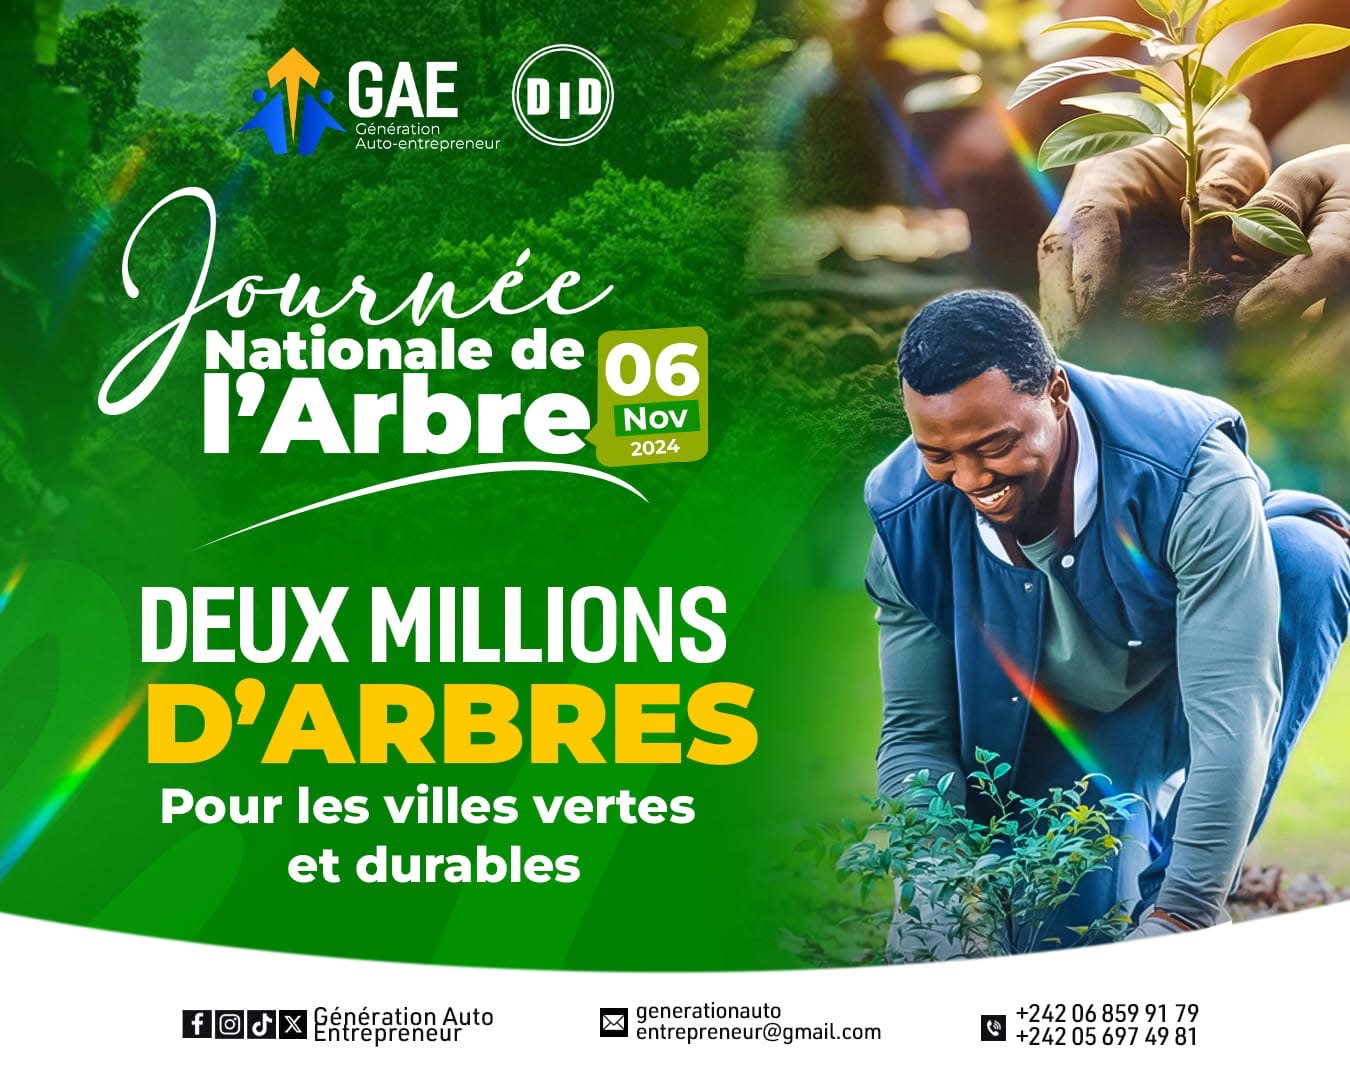 GAE
Génération
Auto-entrepreneur
DID
Journée
Nationale de
l'Arbre
06
Nov
2024
DEUX MILLIONS
D'ARBRES
Pour les villes vertes
et durables
Génération Auto
Entrepreneur
generationauto
entrepreneur@gmail.com
+242 06 859 91 79
+242 05 697 49 81